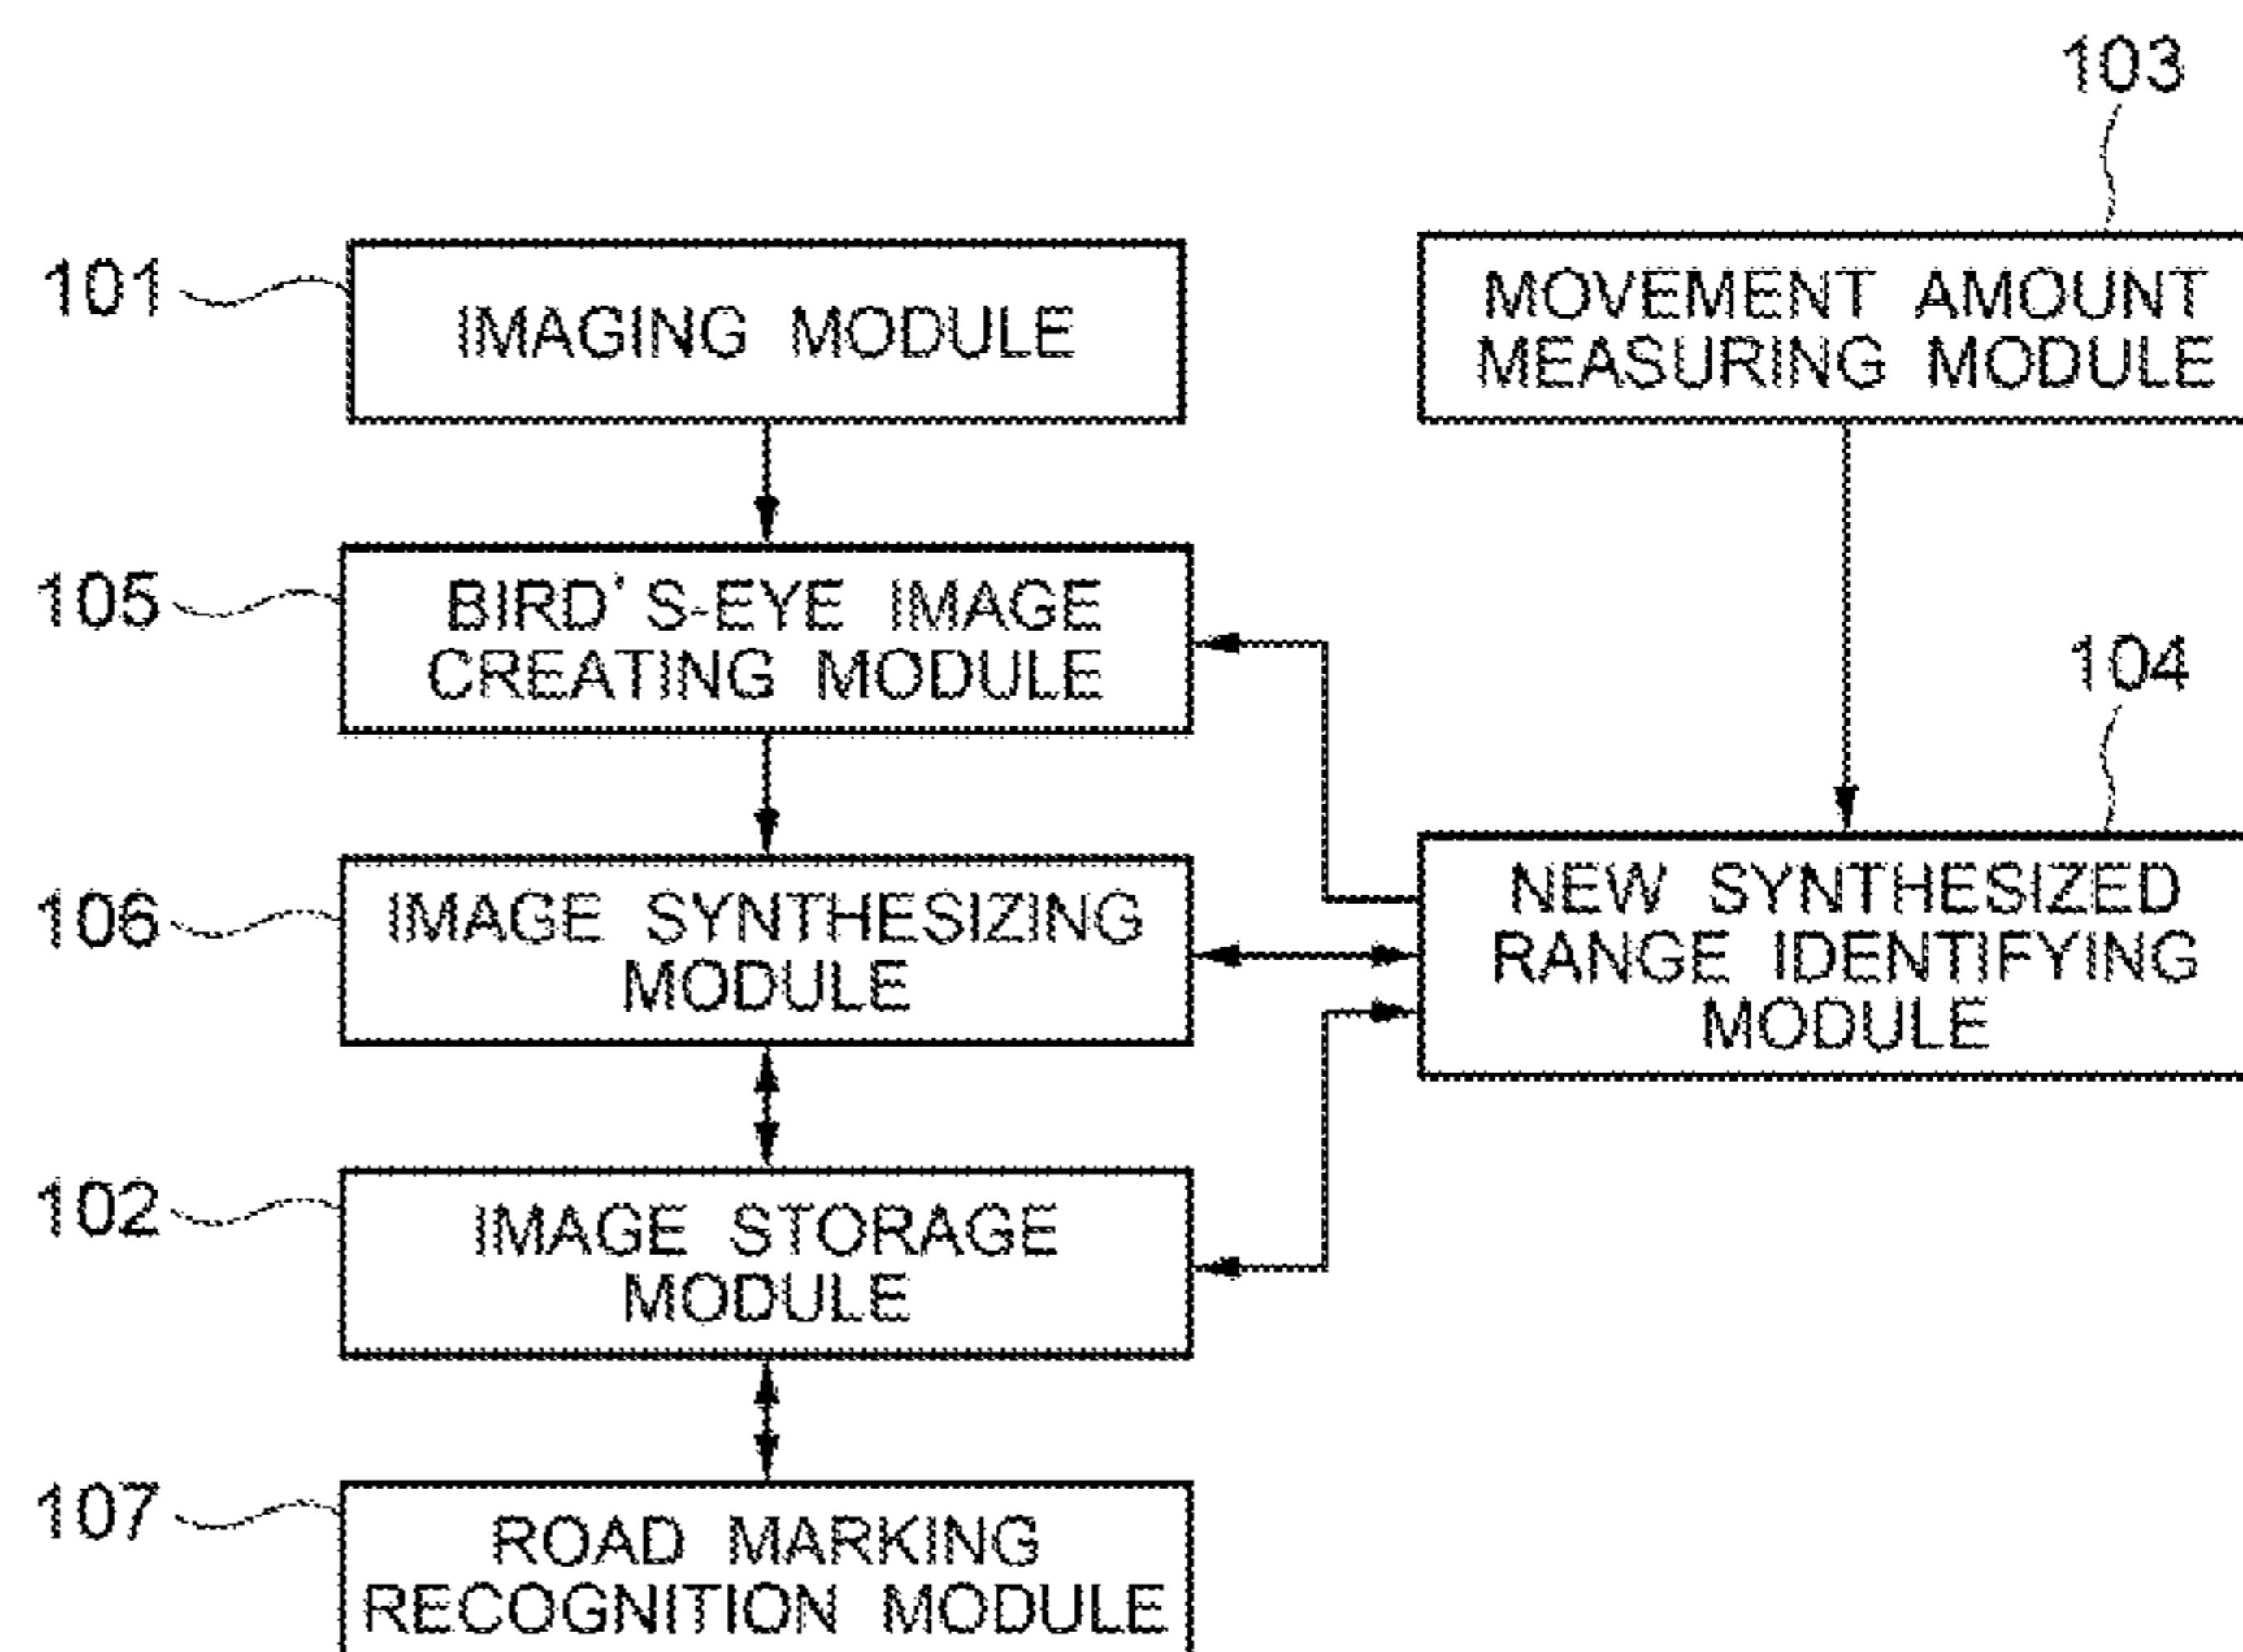 103
101
IMAGING MODULE
MOVEMENT AMOUNT
MEASURING MODULE
105
BIRD'S-EYE IMAGE
CREATING MODULE
104
106
IMAGE SYNTHESIZING
MODULE
NEW SYNTHESIZED
RANGE IDENTIFYING
MODULE
102
IMAGE STORAGE
MODULE
107
ROAD MARKING
RECOGNITION MODULE